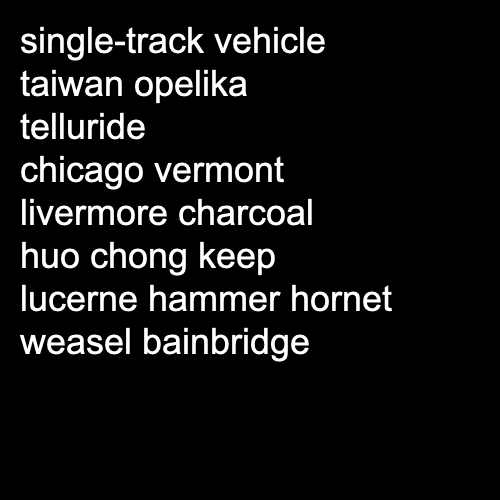 single-track vehicle
taiwan opelika
telluride
chicago vermont
livermore charcoal
huo chong keep
lucerne hammer hornet
weasel bainbridge